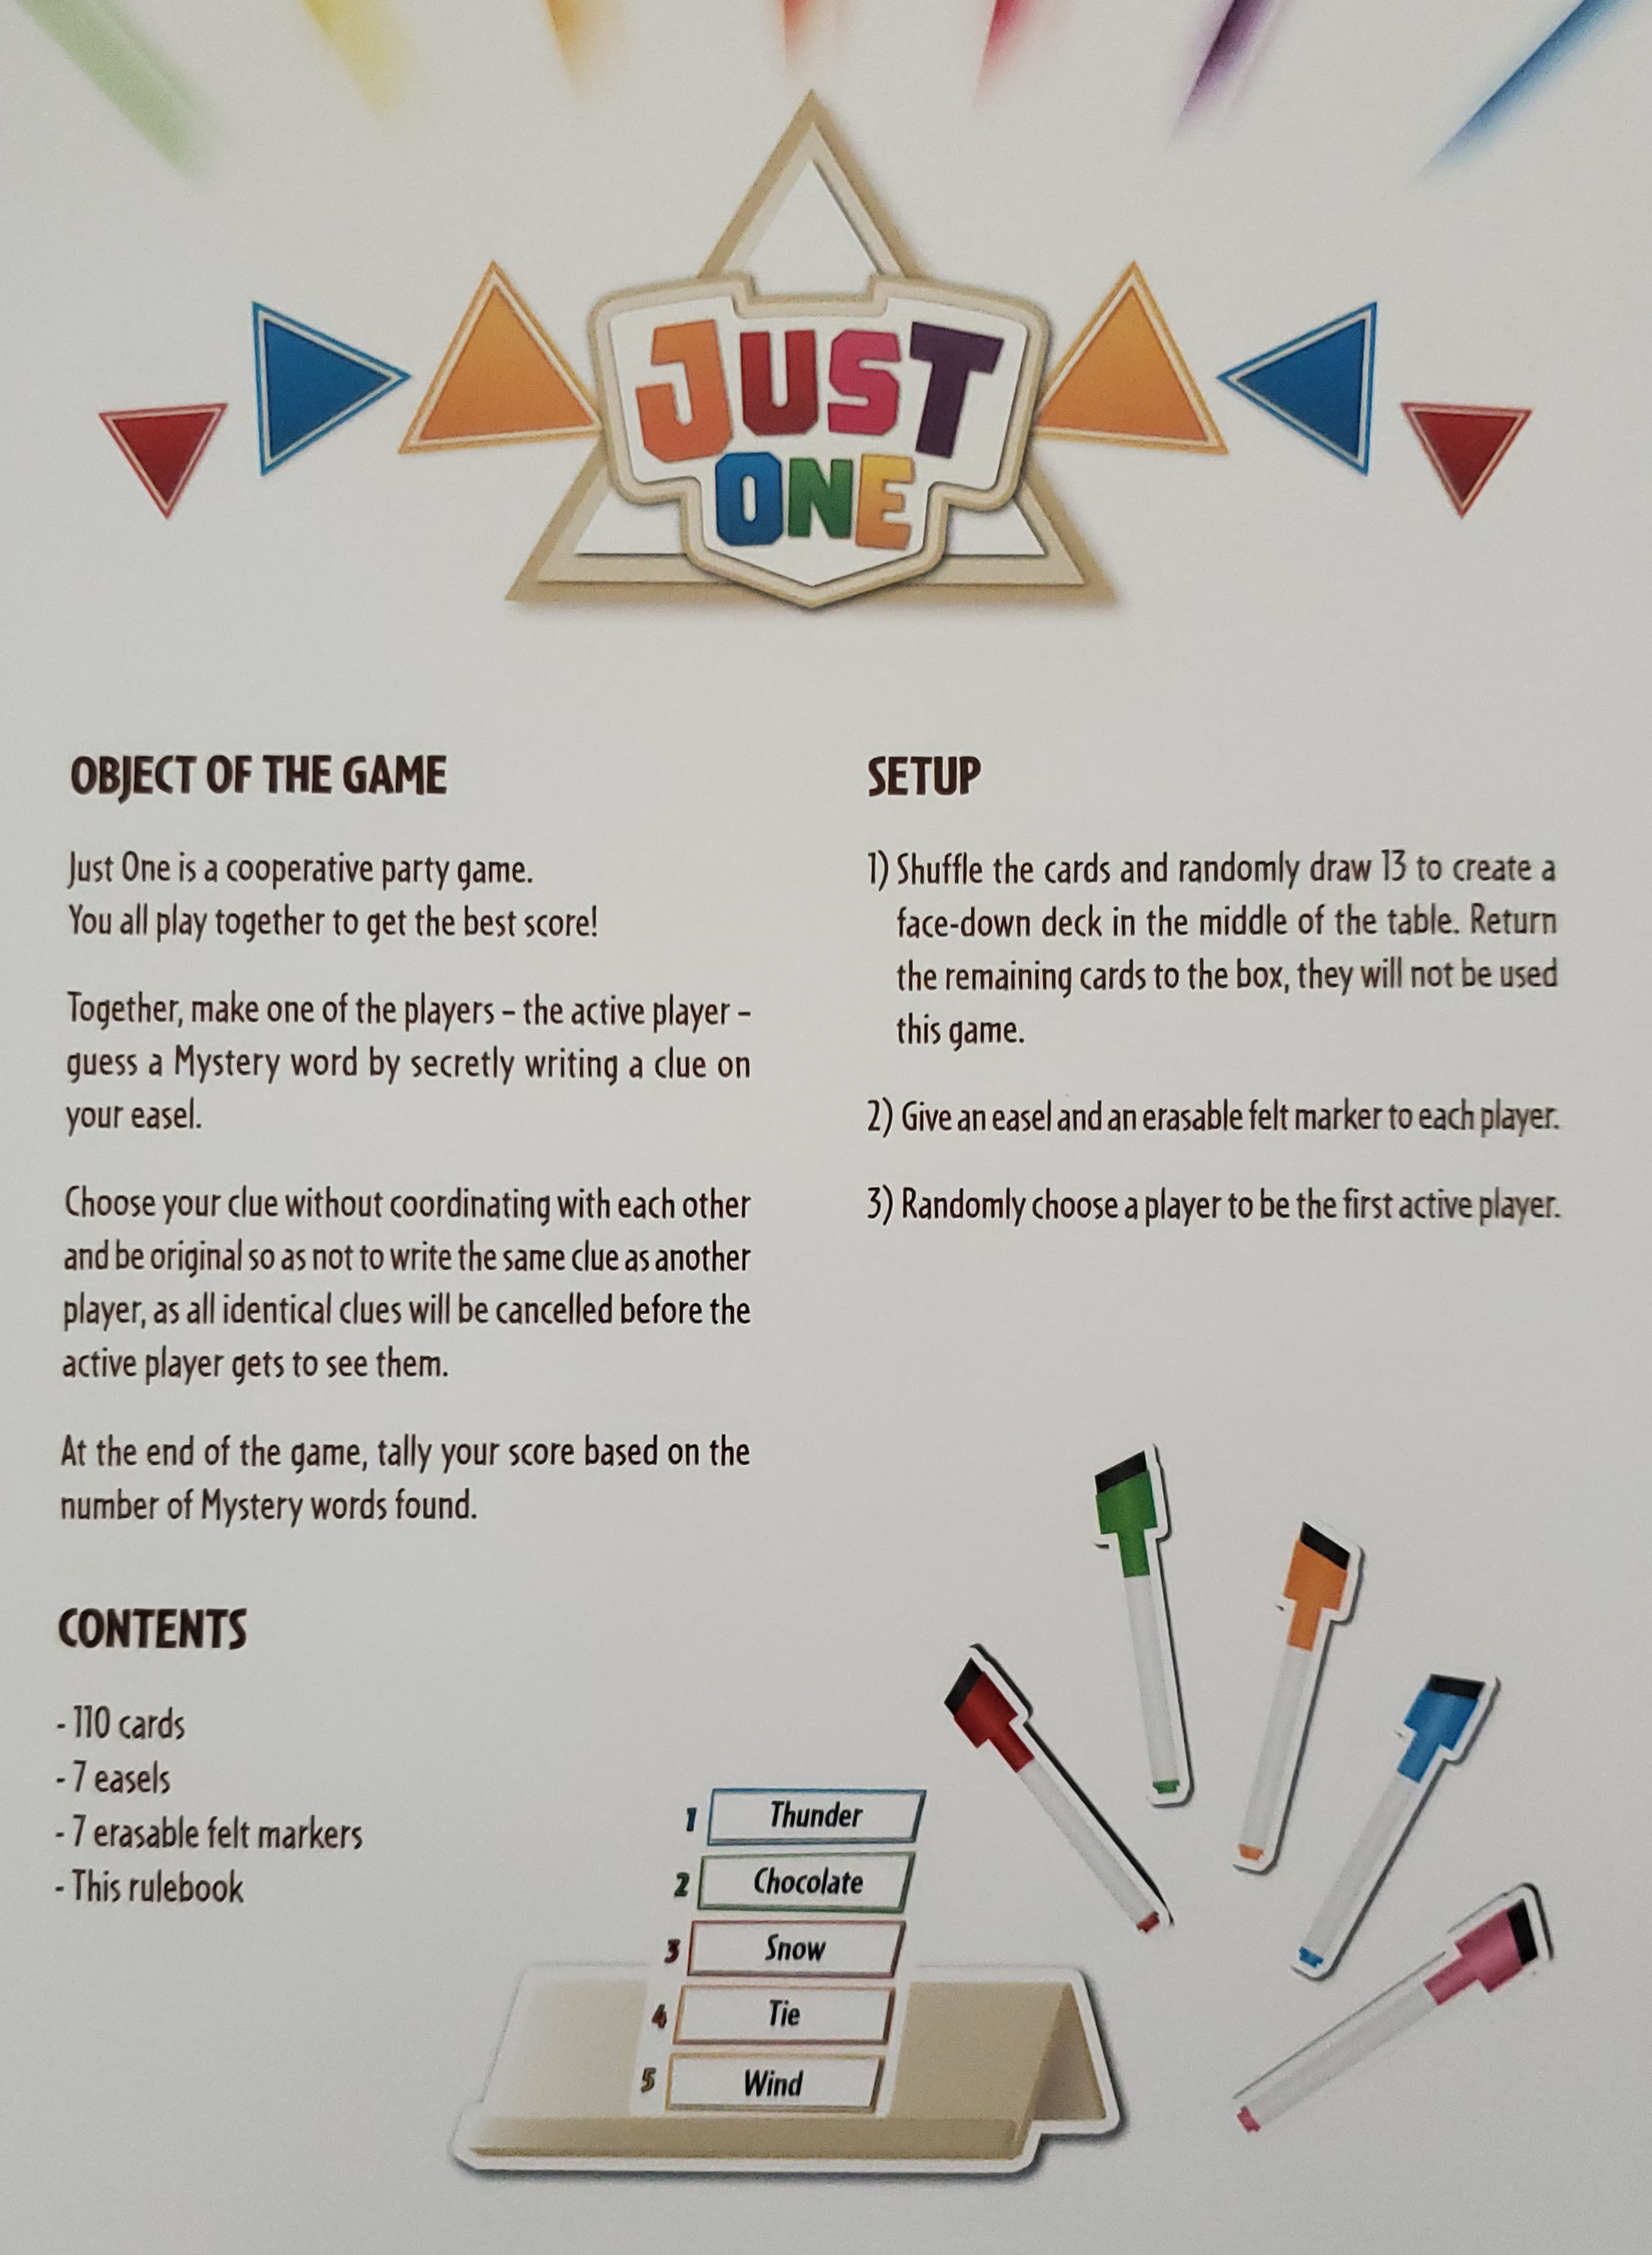 JUST
ONE
OBJECT OF THE GAME
Just One is a cooperative party game.
You all play together to get the best score!
Together, make one of the players – the active player –
guess a Mystery word by secretly writing a clue on
your easel.
Choose your clue without coordinating with each other
and be original so as not to write the same clue as another
player, as all identical clues will be cancelled before the
active player gets to see them.
At the end of the game, tally your score based on the
number of Mystery words found.
CONTENTS
- 110 cards
- 7 easels
- 7 erasable felt markers
- This rulebook
SETUP
1) Shuffle the cards and randomly draw 13 to create a
face-down deck in the middle of the table. Return
the remaining cards to the box, they will not be used
this game.
2) Give an easel and an erasable felt marker to each player.
3) Randomly choose a player to be the first active player.
1 Thunder
2 Chocolate
3 Snow
4 Tie
5 Wind